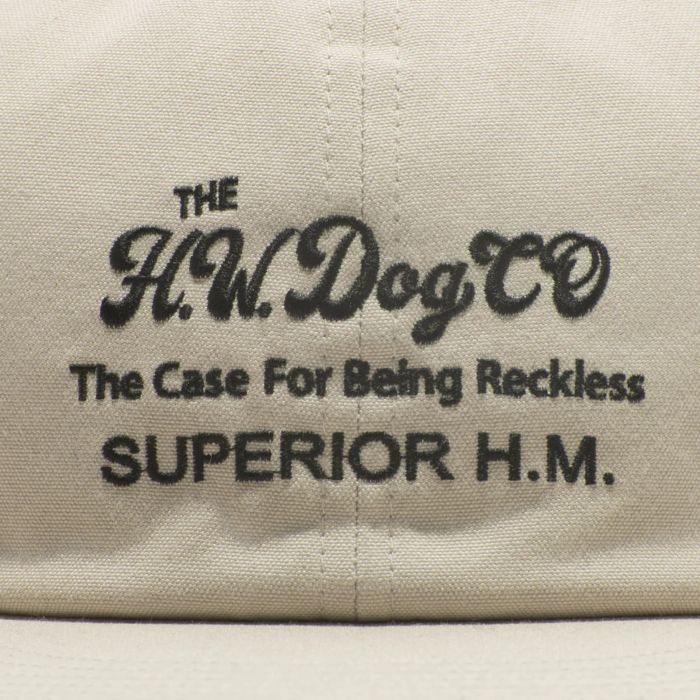 THE
H.W. Dog CO
The Case For Being Reckless
SUPERIOR H.M.